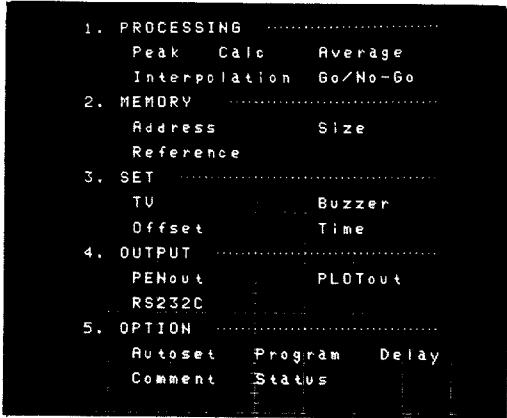 1. PROCESSING
Peak Calc Average
Interpolation Go/No-Go
2. MEMORY
Address Size
Reference
3. SET
TV Buzzer
Offset Time
4. OUTPUT
PENout PLOTout
RS232C
5. OPTION
Autoset Program Delay
Comment Status